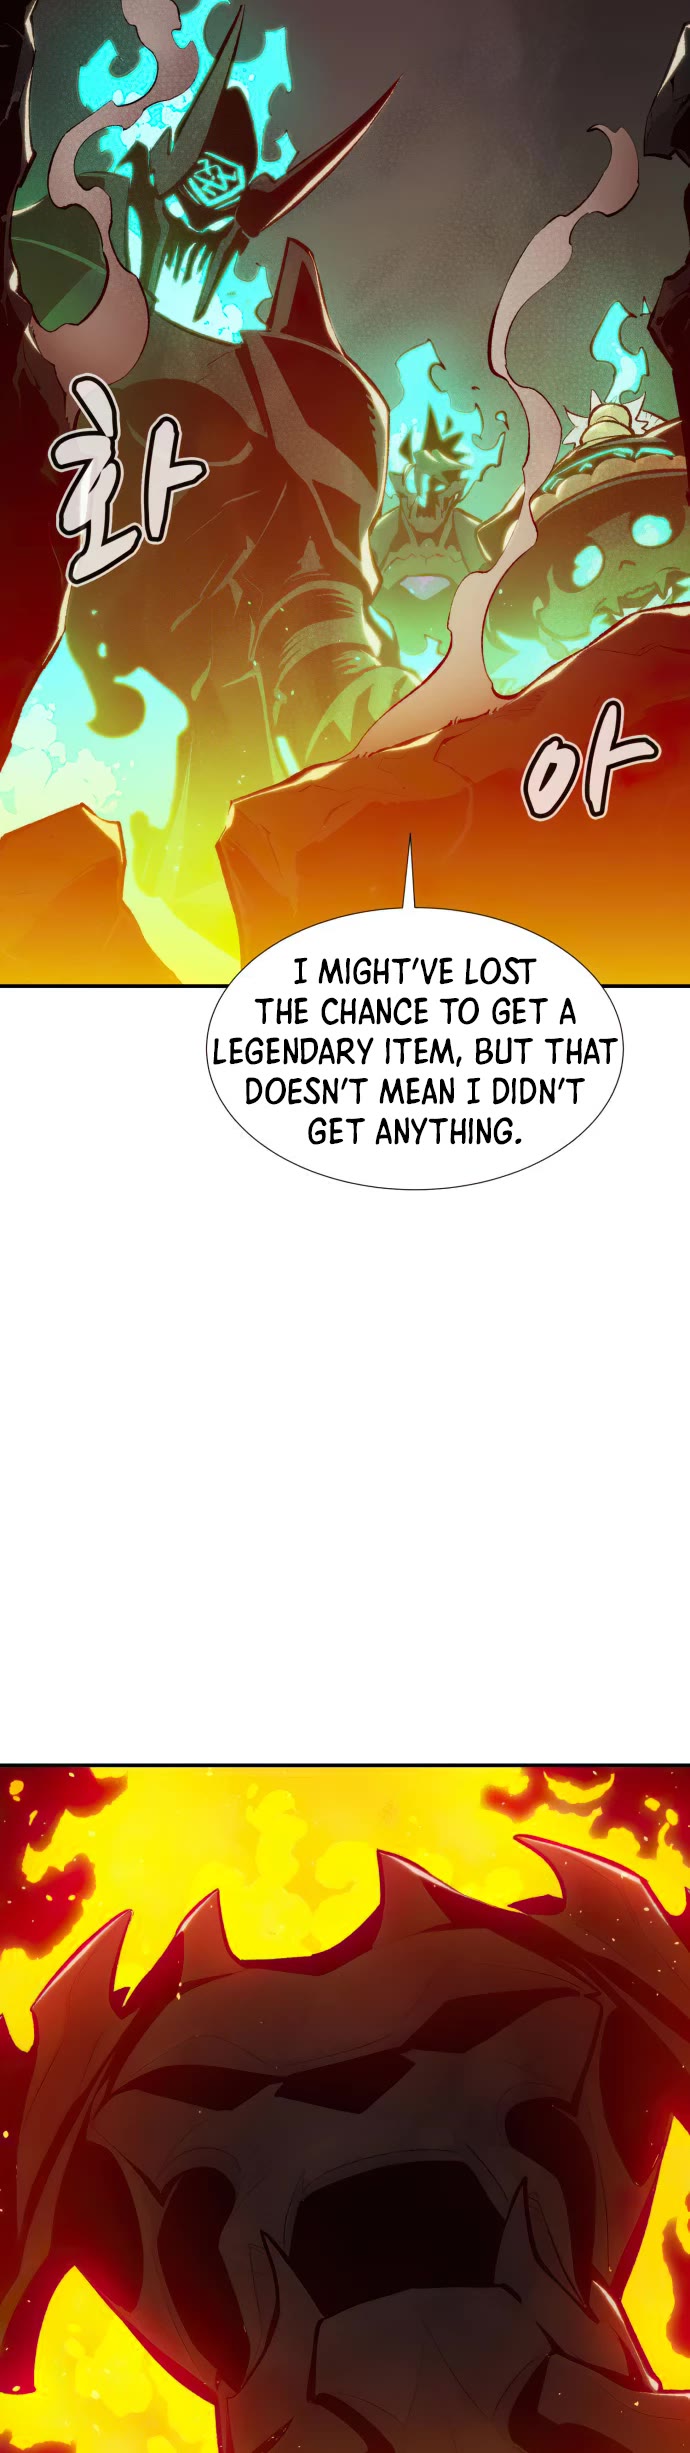 화
아
I MIGHT'VE LOST
THE CHANCE TO GET A
LEGENDARY ITEM, BUT THAT
DOESN'T MEAN I DIDN'T
GET ANYTHING.